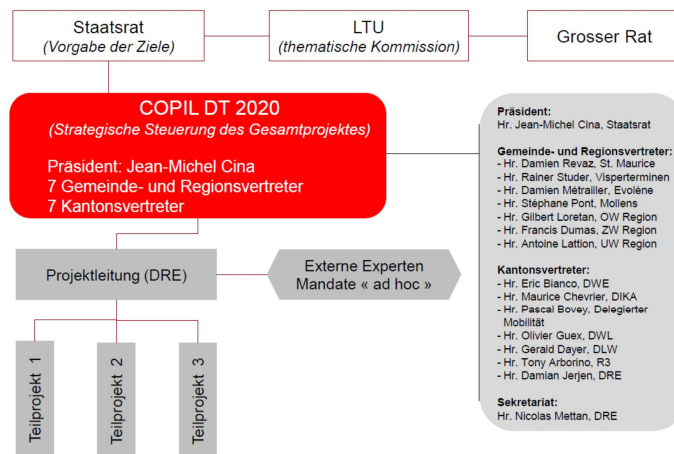 Staatsrat
(Vorgabe der Ziele)
LTU
(thematische Kommission)
Grosser Rat
COPIL DT 2020
(Strategische Steuerung des Gesamtprojektes)
Präsident: Jean-Michel Cina
7 Gemeinde- und Regionsvertreter
7 Kantonsvertreter
Projektleitung (DRE)
Externe Experten
Mandate « ad hoc »
Teilprojekt 1
Teilprojekt 2
Teilprojekt 3
Präsident:
Hr. Jean-Michel Cina, Staatsrat
Gemeinde- und Regionsvertreter:
- Hr. Damien Revaz, St. Maurice
- Hr. Rainer Studer, Visperterminen
- Hr. Damien Métrailler, Evolène
- Hr. Stéphane Pont, Mollens
- Hr. Gilbert Loretan, OW Region
- Hr. Francis Dumas, ZW Region
- Hr. Antoine Lattion, UW Region
Kantonsvertreter:
- Hr. Eric Bianco, DWE
- Hr. Maurice Chevrier, DIKA
- Hr. Pascal Bovey, Delegierter
Mobilität
- Hr. Olivier Guex, DWL
- Hr. Gerald Dayer, DLW
- Hr. Tony Arborino, R3
- Hr. Damian Jerjen, DRE
Sekretariat:
Hr. Nicolas Mettan, DRE